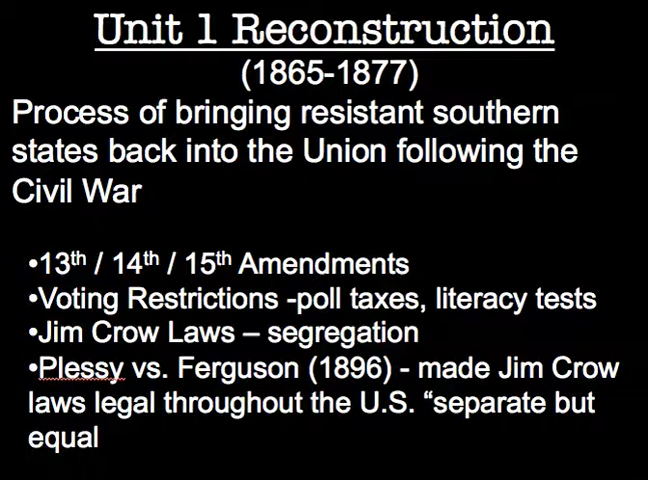 Unit 1 Reconstruction
(1865-1877)
Process of bringing resistant southern
states back into the Union following the
Civil War
•13th / 14th / 15th Amendments
•Voting Restrictions -poll taxes, literacy tests
•Jim Crow Laws – segregation
•Plessy vs. Ferguson (1896) - made Jim Crow
laws legal throughout the U.S. “separate but
equal